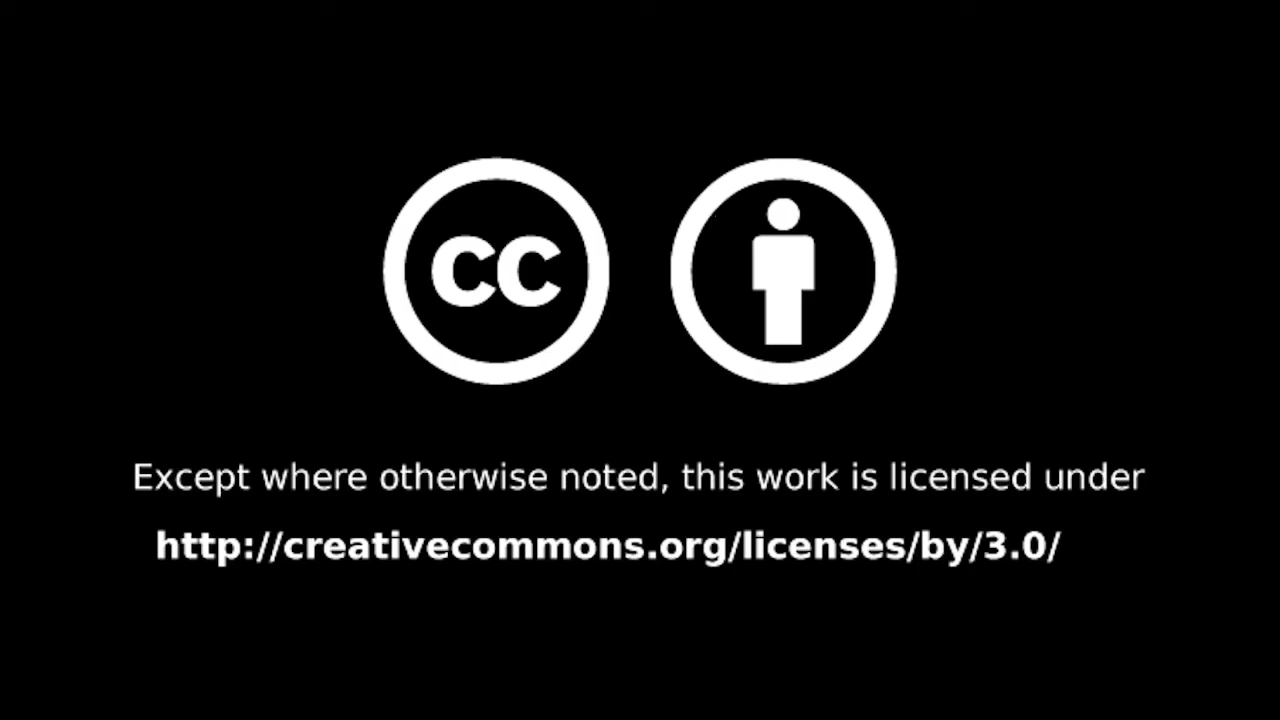 cc
Except where otherwise noted, this work is licensed under
http://creativecommons.org/licenses/by/3.0/